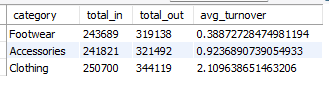 category total_in total_out avg_turnover
Footwear 243689 319138 0.38872728474981194
Accessories 241821 321492 0.9236890739054933
Clothing 250700 344119 2.109638651463206